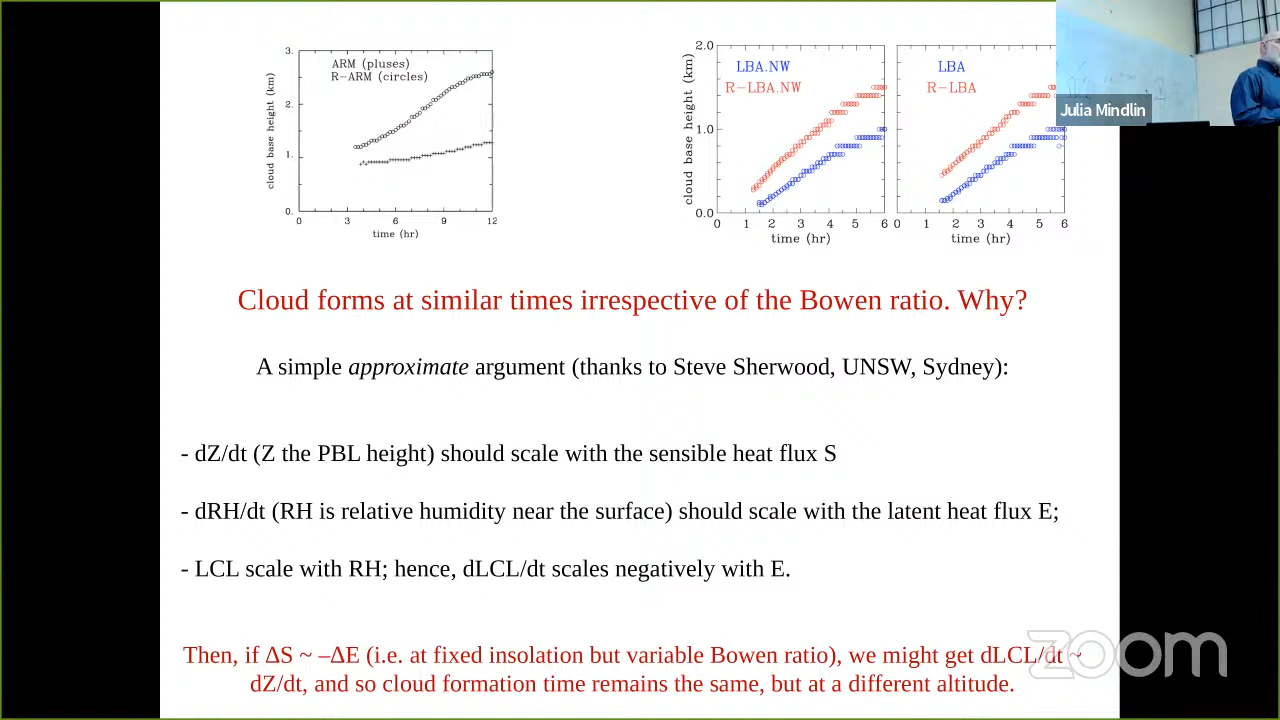 3.
2.
1.
0.
cloud base height (km)
ARM (pluses)
R-ARM (circles)
0 3 6 9 12
time (hr)
2.0
1.0
0.0
cloud base height (km)
LBA.NW
R-LBA.NW
0 1 2 3 4 5 6
time (hr)
LBA
R-LBA
0 1 2 3 4 5 6
time (hr)
Julia Mindlin
Cloud forms at similar times irrespective of the Bowen ratio. Why?
A simple approximate argument (thanks to Steve Sherwood, UNSW, Sydney):
- dZ/dt (Z the PBL height) should scale with the sensible heat flux S
- dRH/dt (RH is relative humidity near the surface) should scale with the latent heat flux E;
- LCL scale with RH; hence, dLCL/dt scales negatively with E.
Then, if ΔS ~ –ΔE (i.e. at fixed insolation but variable Bowen ratio), we might get dLCL/dt ~
dZ/dt, and so cloud formation time remains the same, but at a different altitude.
zoom